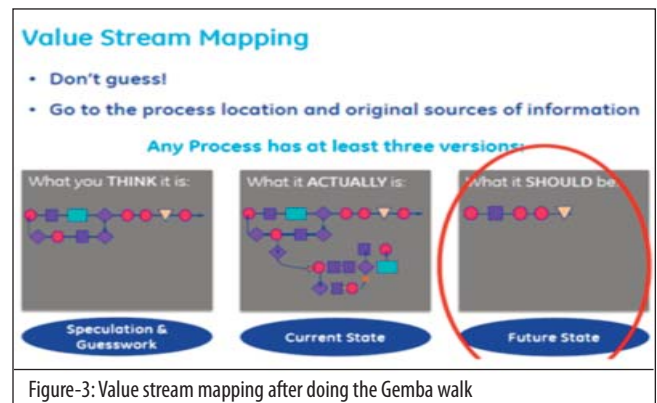 Value Stream Mapping
• Don't guess!
• Go to the process location and original sources of information
Any Process has at least three versions:
What you THINK it is:
What it ACTUALLY is:
What it SHOULD be:
Speculation &
Guesswork
Current State
Future State
Figure-3: Value stream mapping after doing the Gemba walk